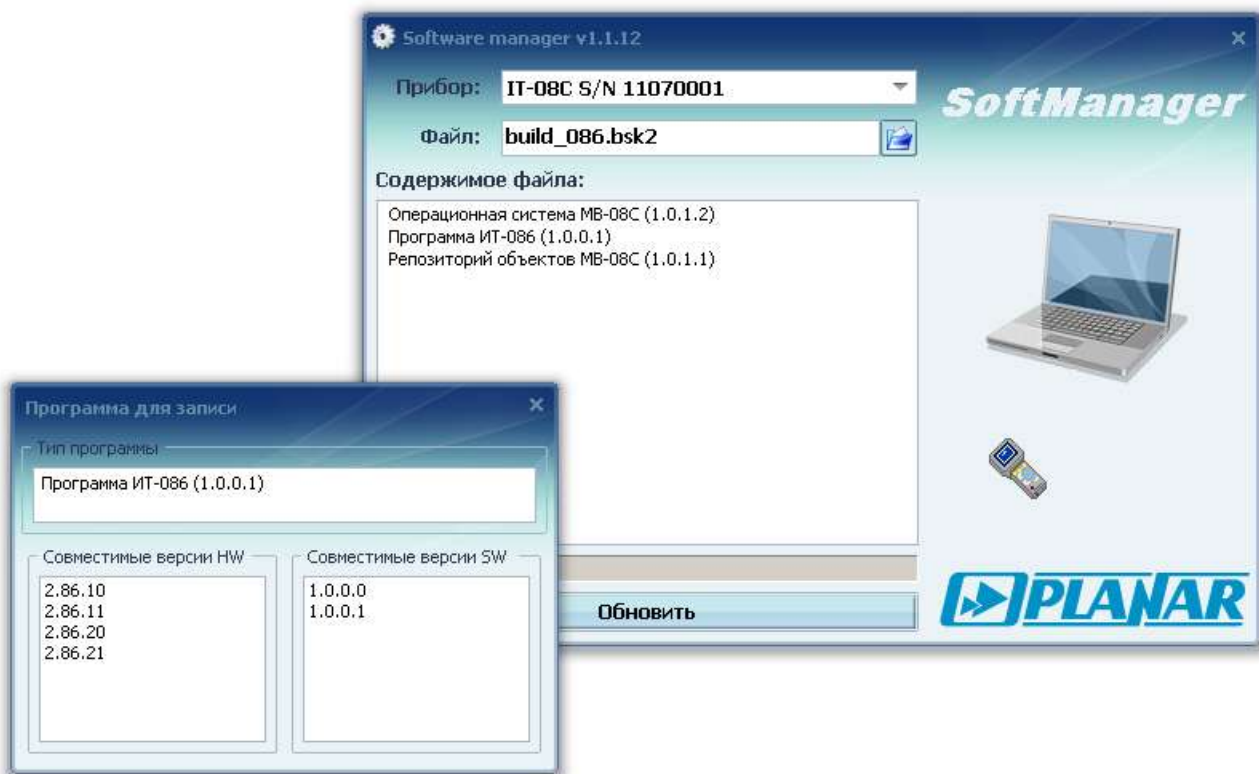 Software manager v1.1.12
Прибор: IT-08C S/N 11070001
SoftManager
Файл: build_086.bsk2
Содержимое файла:
Операционная система МВ-08С (1.0.1.2)
Программа ИТ-086 (1.0.0.1)
Репозиторий объектов МВ-08С (1.0.1.1)
Обновить
PLANAR
Программа для записи
Тип программы
Программа ИТ-086 (1.0.0.1)
Совместимые версии HW
2.86.10
2.86.11
2.86.20
2.86.21
Совместимые версии SW
1.0.0.0
1.0.0.1